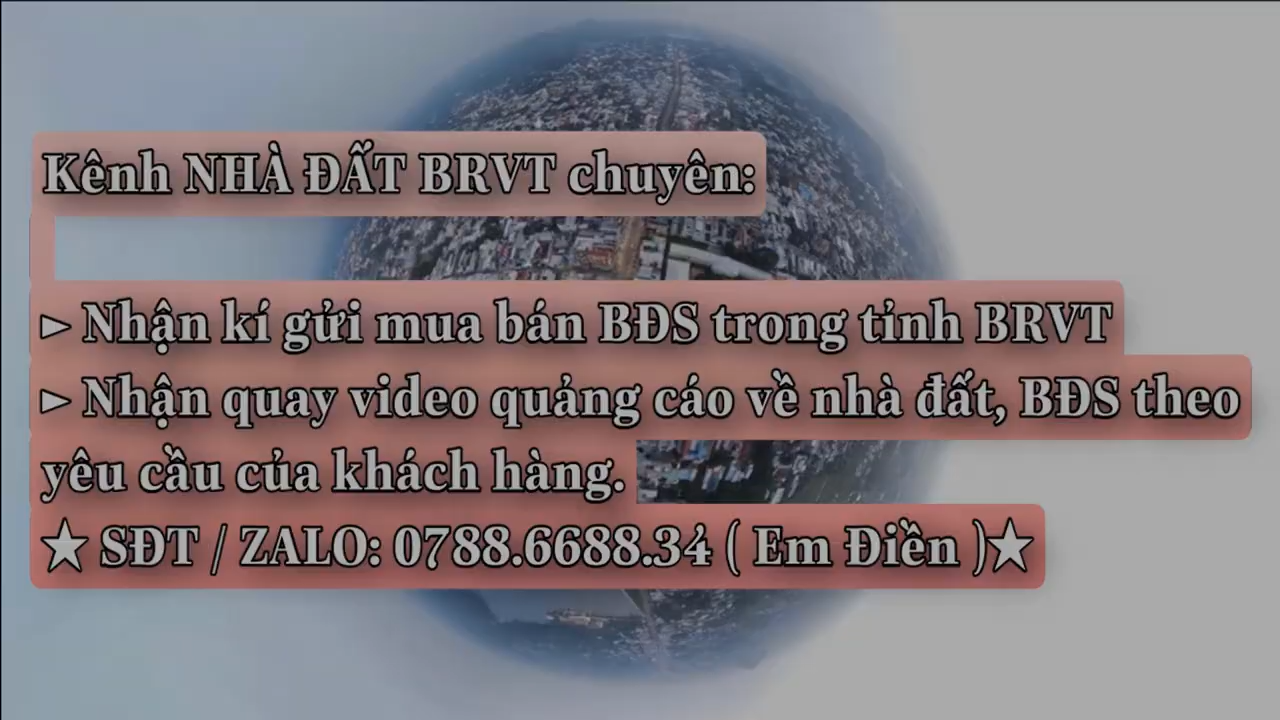 Kênh NHÀ ĐẤT BRVT chuyên:
► Nhận kí gửi mua bán BĐS trong tỉnh BRVT
► Nhận quay video quảng cáo về nhà đất, BĐS theo
yêu cầu của khách hàng.
★ SĐT / ZALO: 0788.6688.34 ( Em Điền )★